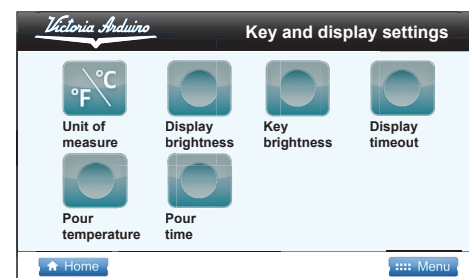 Victoria Arduino
Key and display settings
°F °C
Unit of
measure
Display
brightness
Key
brightness
Display
timeout
Pour
temperature
Pour
time
Home
Menu